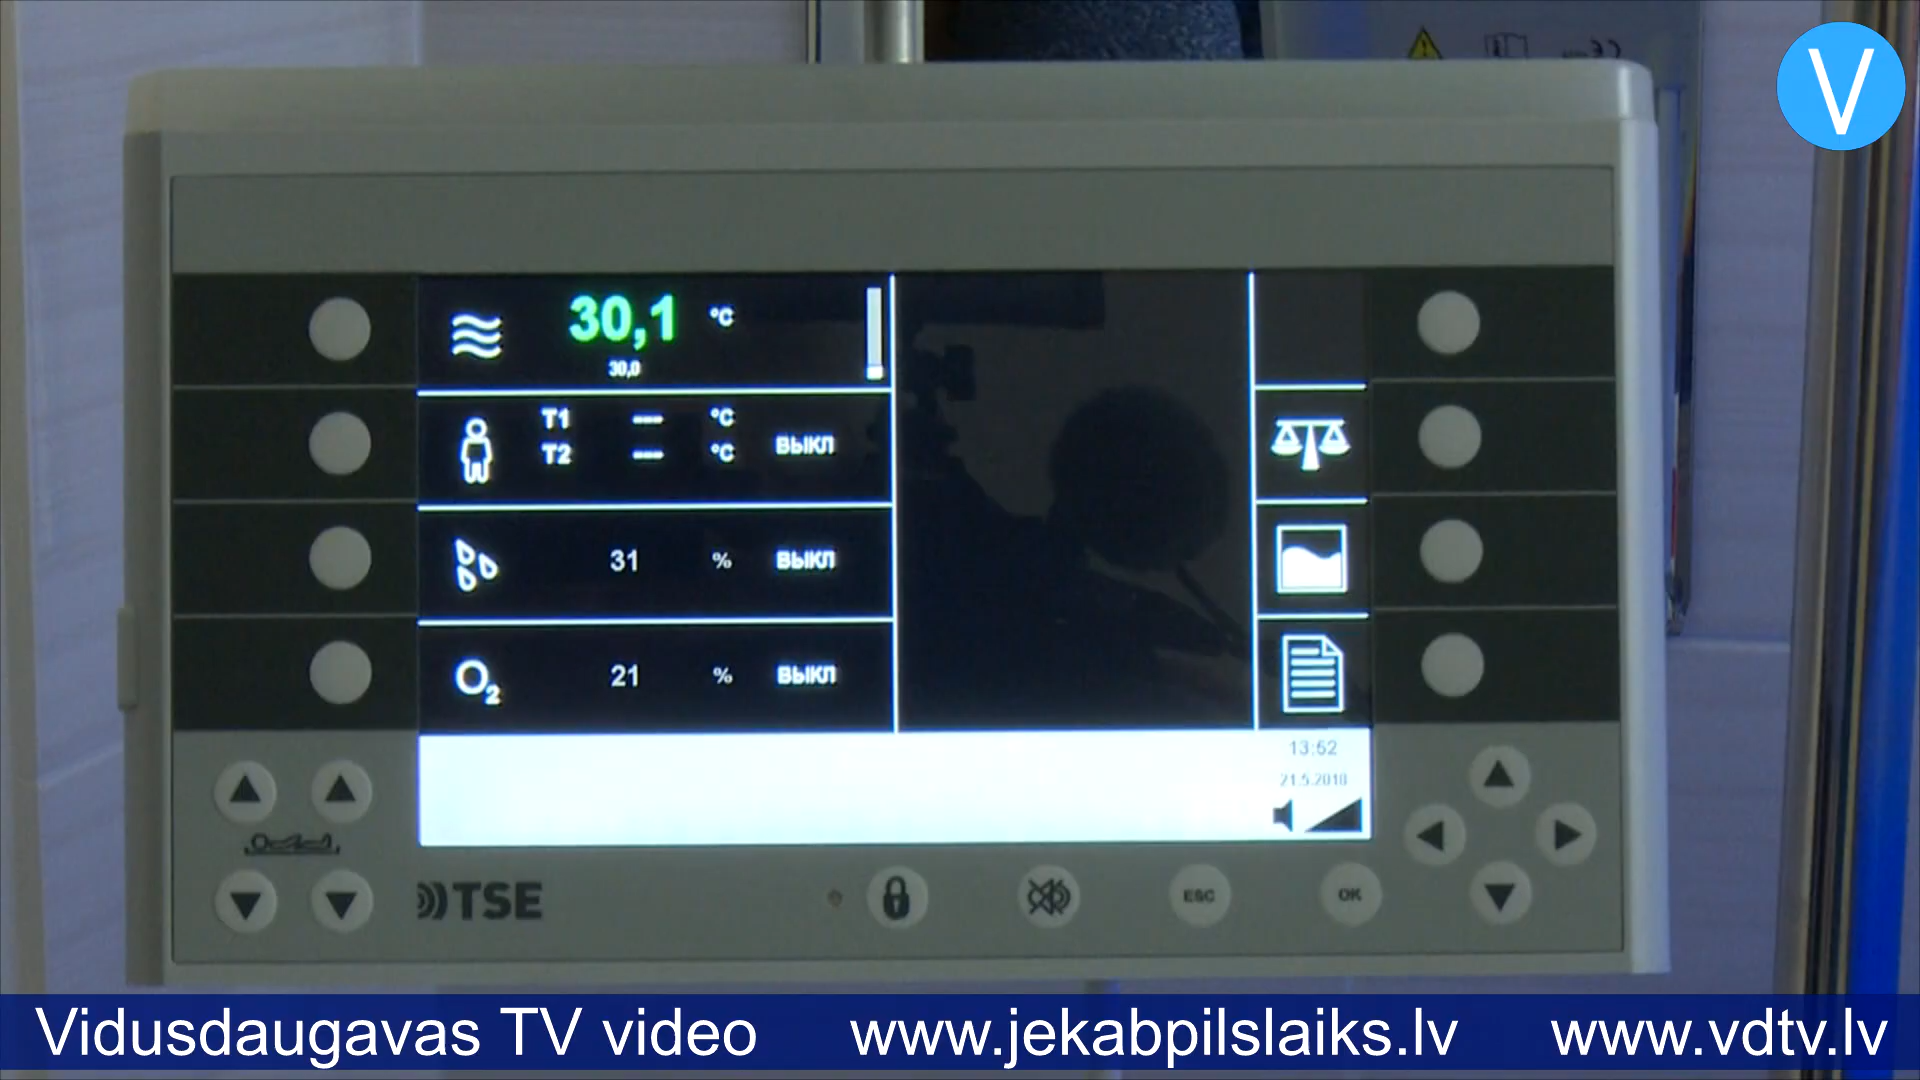 V
30,1 °C
30,0
T1 --- °C
T2 --- °C
ВЫКЛ
31 % ВЫКЛ
O2 21 % ВЫКЛ
13:52
21.5.2018
TSE
ESC
OK
Vidusdaugavas TV video www.jekabpilslaiks.lv www.vdtv.lv